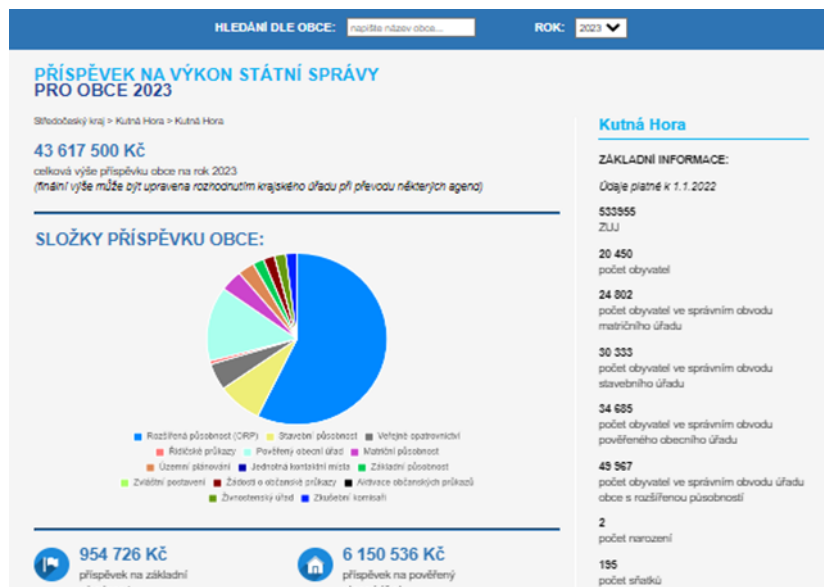 HLEDÁNÍ DLE OBCE: napište název obce... ROK: 2023
PŘÍSPĚVEK NA VÝKON STÁTNÍ SPRÁVY
PRO OBCE 2023
Středočeský kraj > Kutná Hora > Kutná Hora
43 617 500 Kč
celková výše příspěvku obce na rok 2023
(finální výše může být upravena rozhodnutím krajského úřadu při převodu některých agend)
SLOŽKY PŘÍSPĚVKU OBCE:
Rozšířená působnost (ORP) Stavební působnost Veřejné opatrovnictví
Řidičské průkazy Pověřený obecní úřad Matriční působnost
Územní plánování Jednotná kontaktní místa Základní působnost
Zvláštní postavení Žádosti o občanské průkazy Aktivace občanských průkazů
Živnostenský úřad Zkušební komisaři
954 726 Kč
příspěvek na základní
6 150 536 Kč
příspěvek na pověřený
Kutná Hora
ZÁKLADNÍ INFORMACE:
Údaje platné k 1.1.2022
533955
ZUJ
20 450
počet obyvatel
24 802
počet obyvatel ve správním obvodu
matričního úřadu
30 333
počet obyvatel ve správním obvodu
stavebního úřadu
34 685
počet obyvatel ve správním obvodu
pověřeného obecního úřadu
49 567
počet obyvatel ve správním obvodu úřadu
obce s rozšířenou působností
2
počet narození
195
počet sňatků